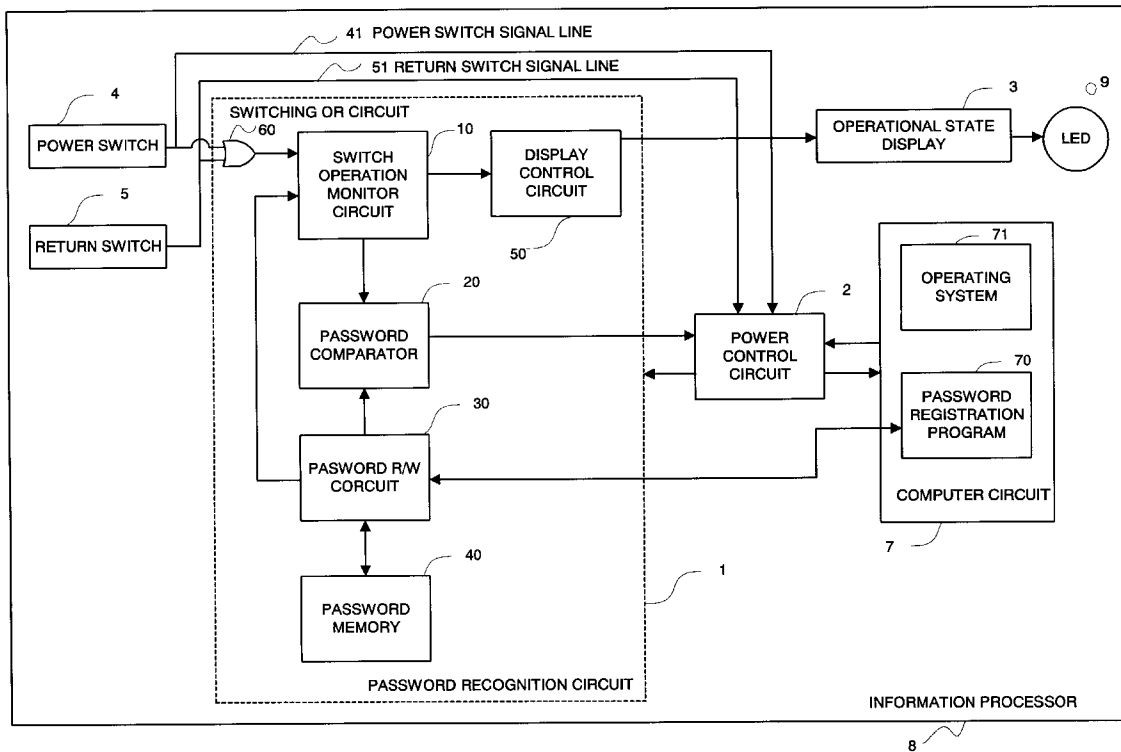 41 POWER SWITCH SIGNAL LINE
51 RETURN SWITCH SIGNAL LINE
4
POWER SWITCH
5
RETURN SWITCH
SWITCHING OR CIRCUIT
60
10
SWITCH
OPERATION
MONITOR
CIRCUIT
DISPLAY
CONTROL
CIRCUIT
50
3
OPERATIONAL STATE
DISPLAY
9
LED
20
PASSWORD
COMPARATOR
30
PASWORD R/W
CORCUIT
40
PASSWORD
MEMORY
1
PASSWORD RECOGNITION CIRCUIT
2
POWER
CONTROL
CIRCUIT
71
OPERATING
SYSTEM
70
PASSWORD
REGISTRATION
PROGRAM
COMPUTER CIRCUIT
7
INFORMATION PROCESSOR
8